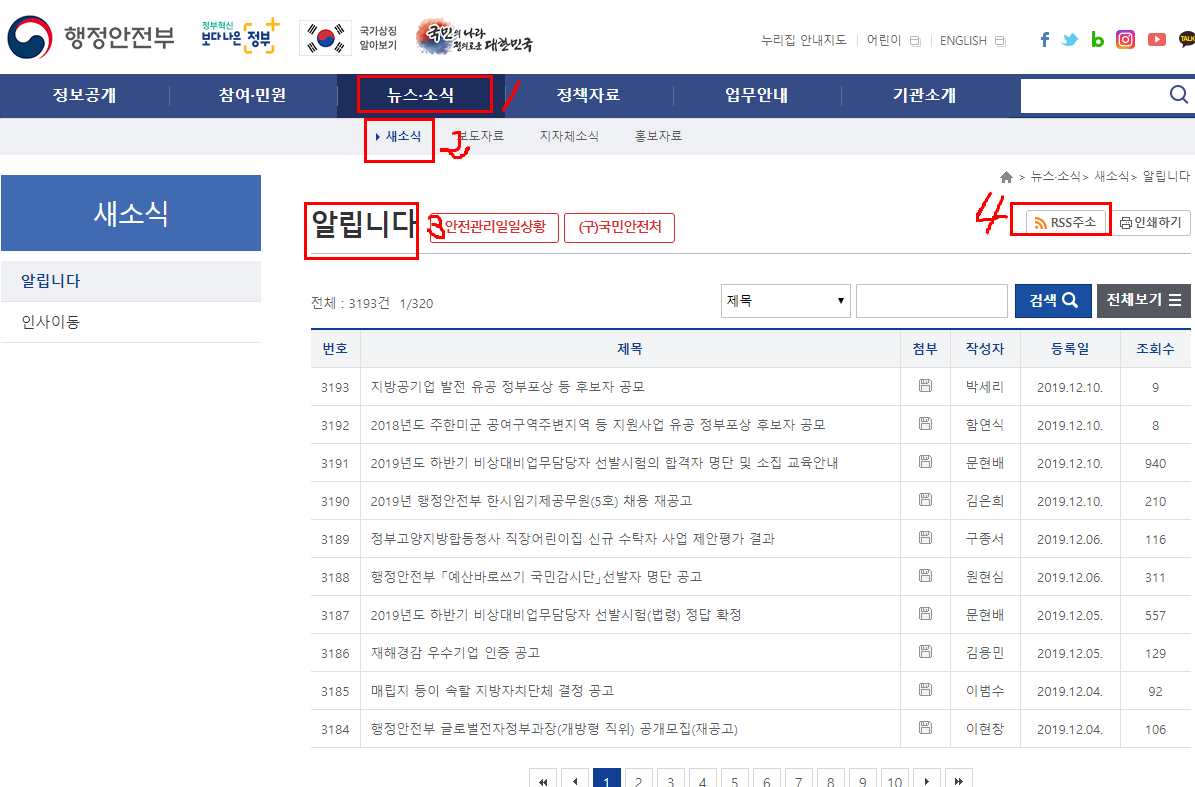 행정안전부
정부혁신
보다나은 정부
국가상징
알아보기
국민의 나라
정의로운 대한민국
누리집 안내지도 어린이 ENGLISH
정보공개 참여·민원 뉴스·소식 1 정책자료 업무안내 기관소개
새소식 2 보도자료 지자체소식 홍보자료
> 뉴스·소식> 새소식> 알립니다
새소식
알립니다
인사이동
알립니다 3 안전관리일일상황 (구)국민안전처 4 RSS주소 인쇄하기
전체 : 3193건 1/320 제목 검색 전체보기
번호 제목 첨부 작성자 등록일 조회수
3193 지방공기업 발전 유공 정부포상 등 후보자 공모 박세리 2019.12.10. 9
3192 2018년도 주한미군 공여구역주변지역 등 지원사업 유공 정부포상 후보자 공모 함연식 2019.12.10. 8
3191 2019년도 하반기 비상대비업무담당자 선발시험의 합격자 명단 및 소집 교육안내 문현배 2019.12.10. 940
3190 2019년 행정안전부 한시임기제공무원(5호) 채용 재공고 김은희 2019.12.10. 210
3189 정부고양지방합동청사 직장어린이집 신규 수탁자 사업 제안평가 결과 구종서 2019.12.06. 116
3188 행정안전부 「예산바로쓰기 국민감시단」선발자 명단 공고 원현심 2019.12.06. 311
3187 2019년도 하반기 비상대비업무담당자 선발시험(법령) 정답 확정 문현배 2019.12.05. 557
3186 재해경감 우수기업 인증 공고 김용민 2019.12.05. 129
3185 매립지 등이 속할 지방자치단체 결정 공고 이범수 2019.12.04. 92
3184 행정안전부 글로벌전자정부과장(개방형 직위) 공개모집(재공고) 이현창 2019.12.04. 106
1 2 3 4 5 6 7 8 9 10